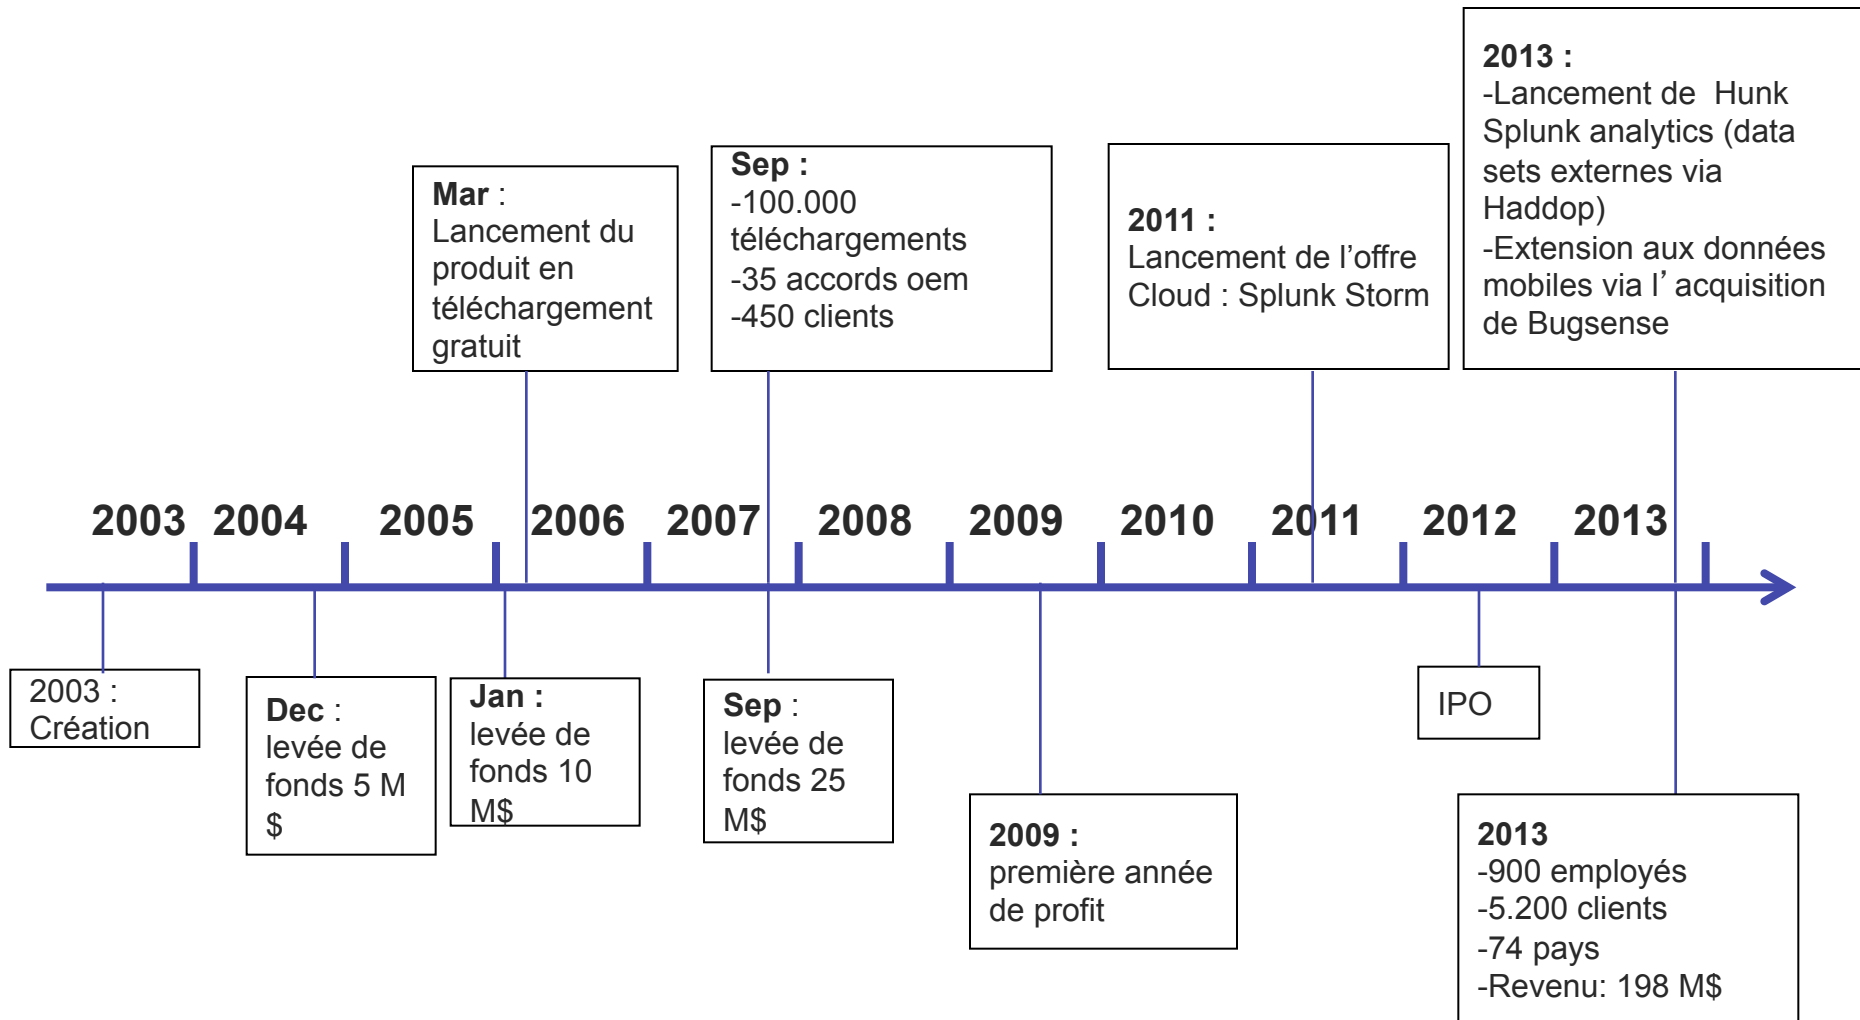 Mar :
Lancement du
produit en
téléchargement
gratuit
Sep :
-100.000
téléchargements
-35 accords oem
-450 clients
2011 :
Lancement de l’offre
Cloud : Splunk Storm
2013 :
-Lancement de Hunk
Splunk analytics (data
sets externes via
Haddop)
-Extension aux données
mobiles via l’ acquisition
de Bugsense
2003 2004 2005 2006 2007 2008 2009 2010 2011 2012 2013
2003 :
Création
Dec :
levée de
fonds 5 M
$
Jan :
levée de
fonds 10
M$
Sep :
levée de
fonds 25
M$
2009 :
première année
de profit
IPO
2013
-900 employés
-5.200 clients
-74 pays
-Revenu: 198 M$